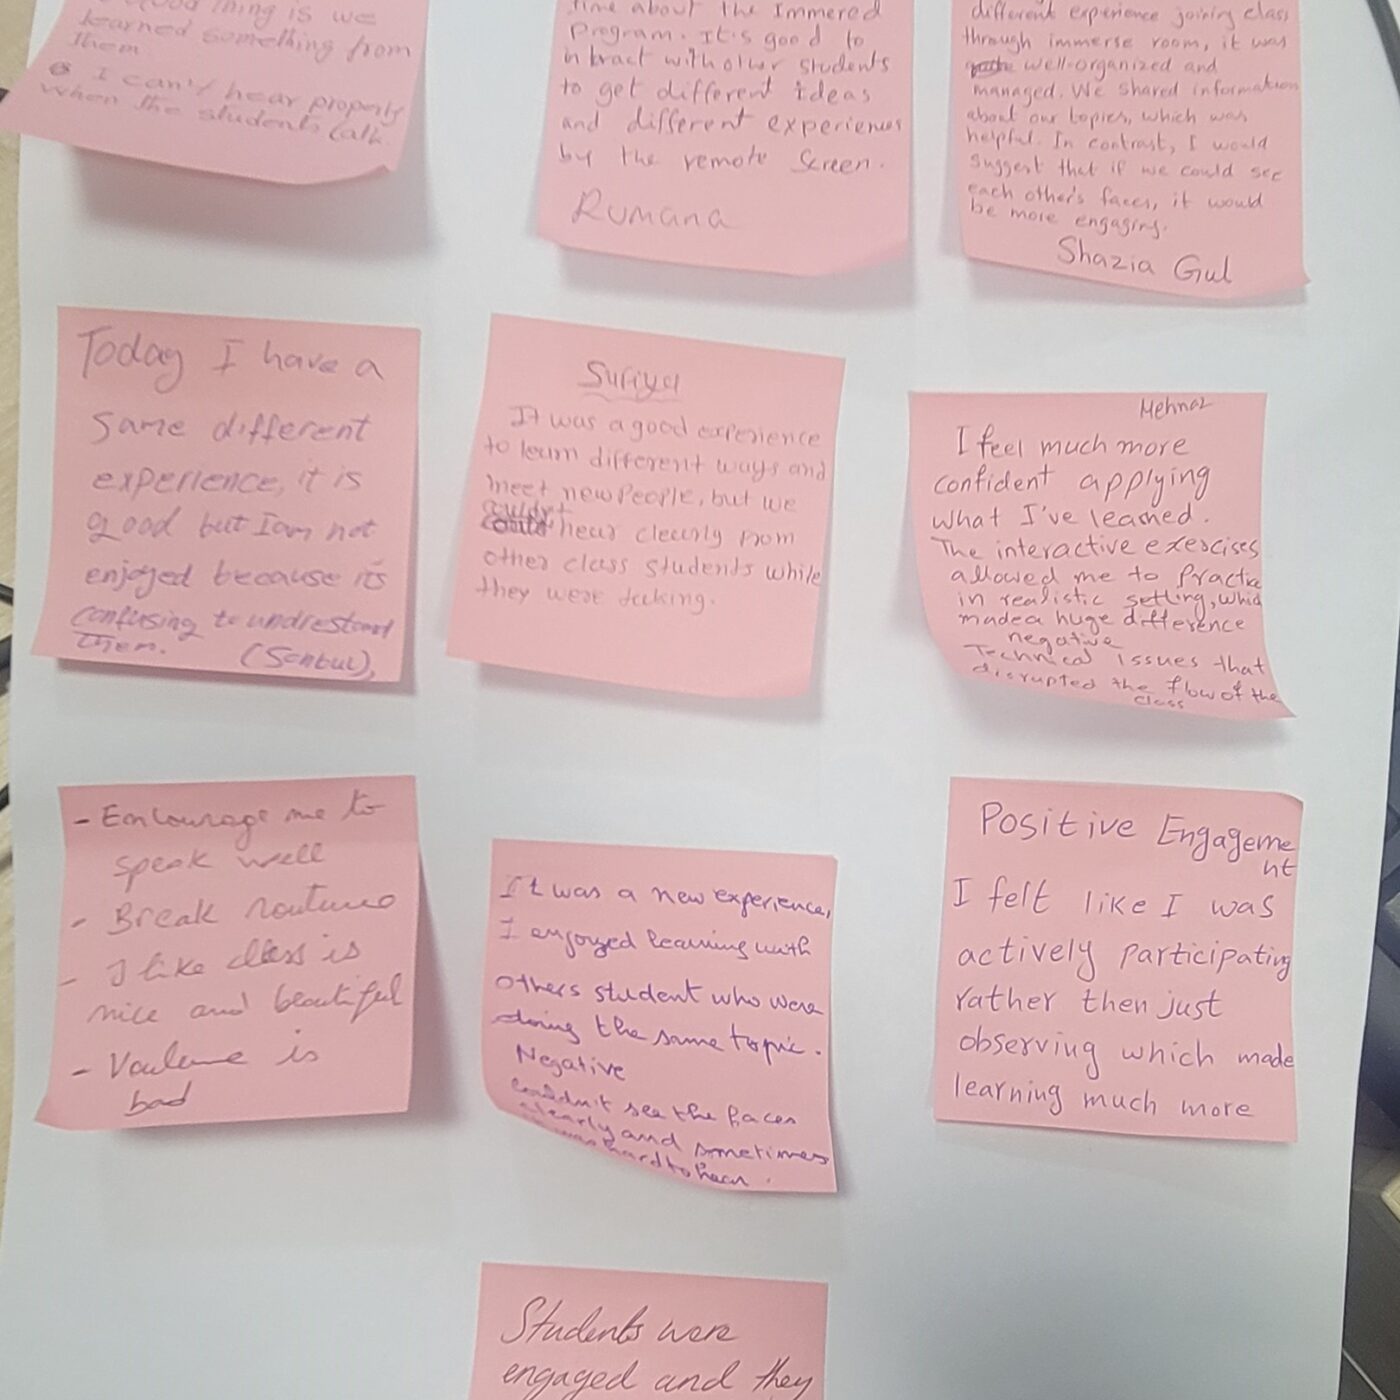 thing is we
learned something from
them.
I can't hear properly
when the students talk.
time about the Immered
Program. It's good to
intract with other students
to get different ideas
and different experiences
by the remote screen.
Rumana
different experience joining class
through immerse room, it was
well-organized and
managed. We shared information
about our topics, which was
helpful. In contrast, I would
suggest that if we could see
each other's faces, it would
be more engaging.
Shazia Gul
Today I have a
same different
experience, it is
good but I am not
enjoyed because it's
confusing to undrestand
them. (Sonbul),
Suriya
It was a good experience
to learn different ways and
meet new people, but we
couldn't hear clearly from
other class students while
they were talking.
Mehnaz
I feel much more
confident applying
what I've learned.
The interactive exercises
allowed me to practice
in realistic setting, which
made a huge difference
negative
Technical issues that
disrupted the flow of the
class
- Encourage me to
speak well
- Break routune
- I like class is
nice and beautiful
- Voulume is
bad
It was a new experience,
I enjoyed learning with
others student who were
doing the same topic.
Negative
couldn't see the faces
clearly and sometimes
was hard to hear.
Positive Engageme
nt
I felt like I was
actively participating
rather then just
observing which made
learning much more
Students were
engaged and they